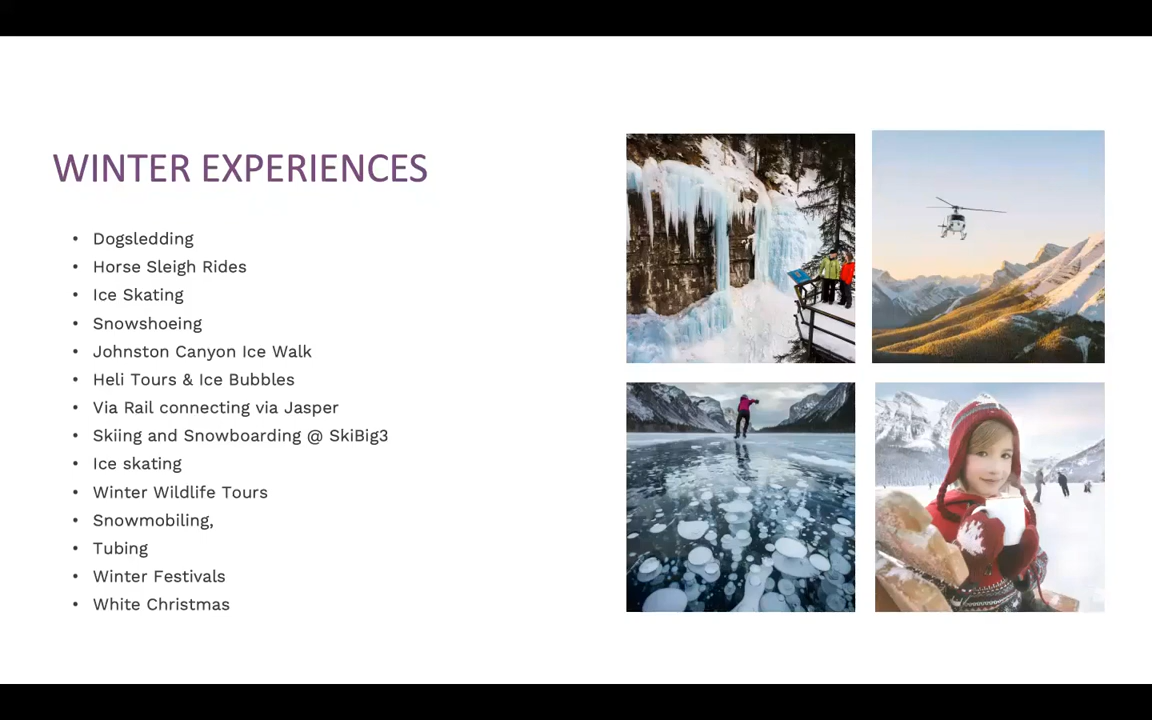 WINTER EXPERIENCES
• Dogsledding
• Horse Sleigh Rides
• Ice Skating
• Snowshoeing
• Johnston Canyon Ice Walk
• Heli Tours & Ice Bubbles
• Via Rail connecting via Jasper
• Skiing and Snowboarding @ SkiBig3
• Ice skating
• Winter Wildlife Tours
• Snowmobiling,
• Tubing
• Winter Festivals
• White Christmas